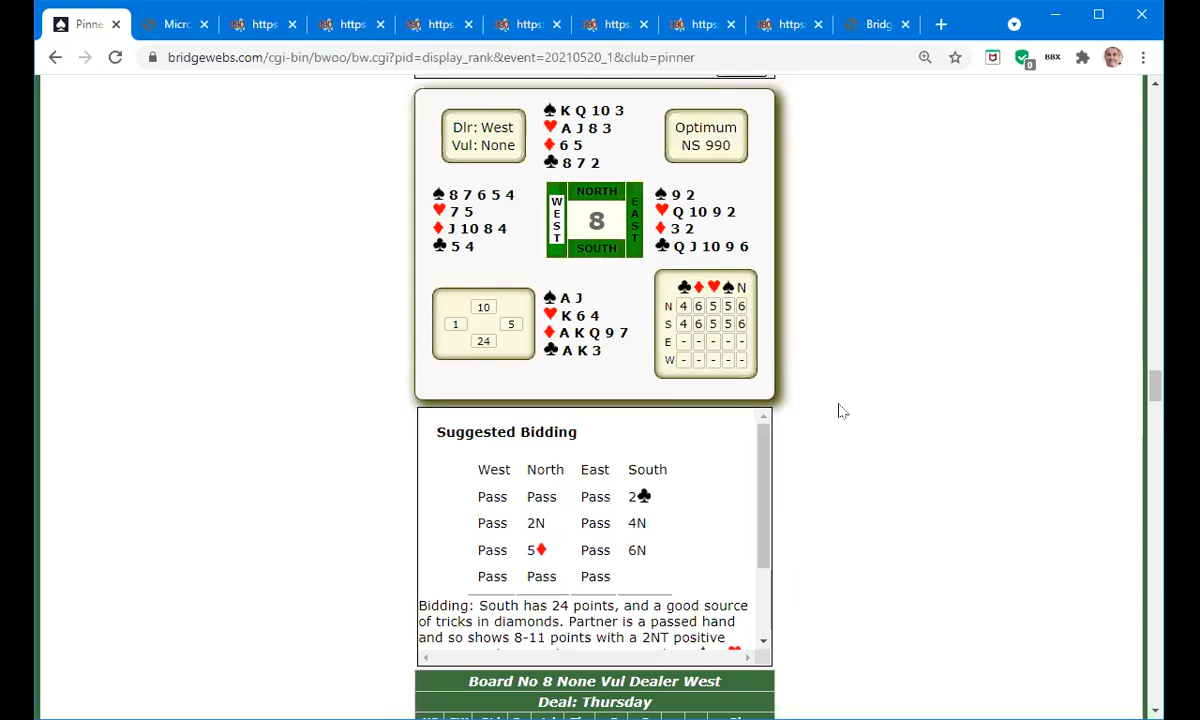 Pinne
Micro
https
https
https
https:
https:
https
https:
Bridg
bridgewebs.com/cgi-bin/bwoo/bw.cgi?pid=display_rank&event=20210520_1&club=pinner
0
BBX
Dlr: West
Vul: None
♠ K Q 10 3
♥ A J 8 3
♦ 6 5
♣ 8 7 2
Optimum
NS 990
♠ 8 7 6 5 4
♥ 7 5
♦ J 10 8 4
♣ 5 4
NORTH
WEST
8
EAST
SOUTH
♠ 9 2
♥ Q 10 9 2
♦ 3 2
♣ Q J 10 9 6
10
1 5
24
♠ A J
♥ K 6 4
♦ A K Q 9 7
♣ A K 3
♣ ♦ ♥ ♠ N
N 4 6 5 5 6
S 4 6 5 5 6
E - - - - -
W - - - - -
Suggested Bidding
West North East South
Pass Pass Pass 2♣
Pass 2N Pass 4N
Pass 5♦ Pass 6N
Pass Pass Pass
Bidding: South has 24 points, and a good source
of tricks in diamonds. Partner is a passed hand
and so shows 8-11 points with a 2NT positive
Board No 8 None Vul Dealer West
Deal: Thursday